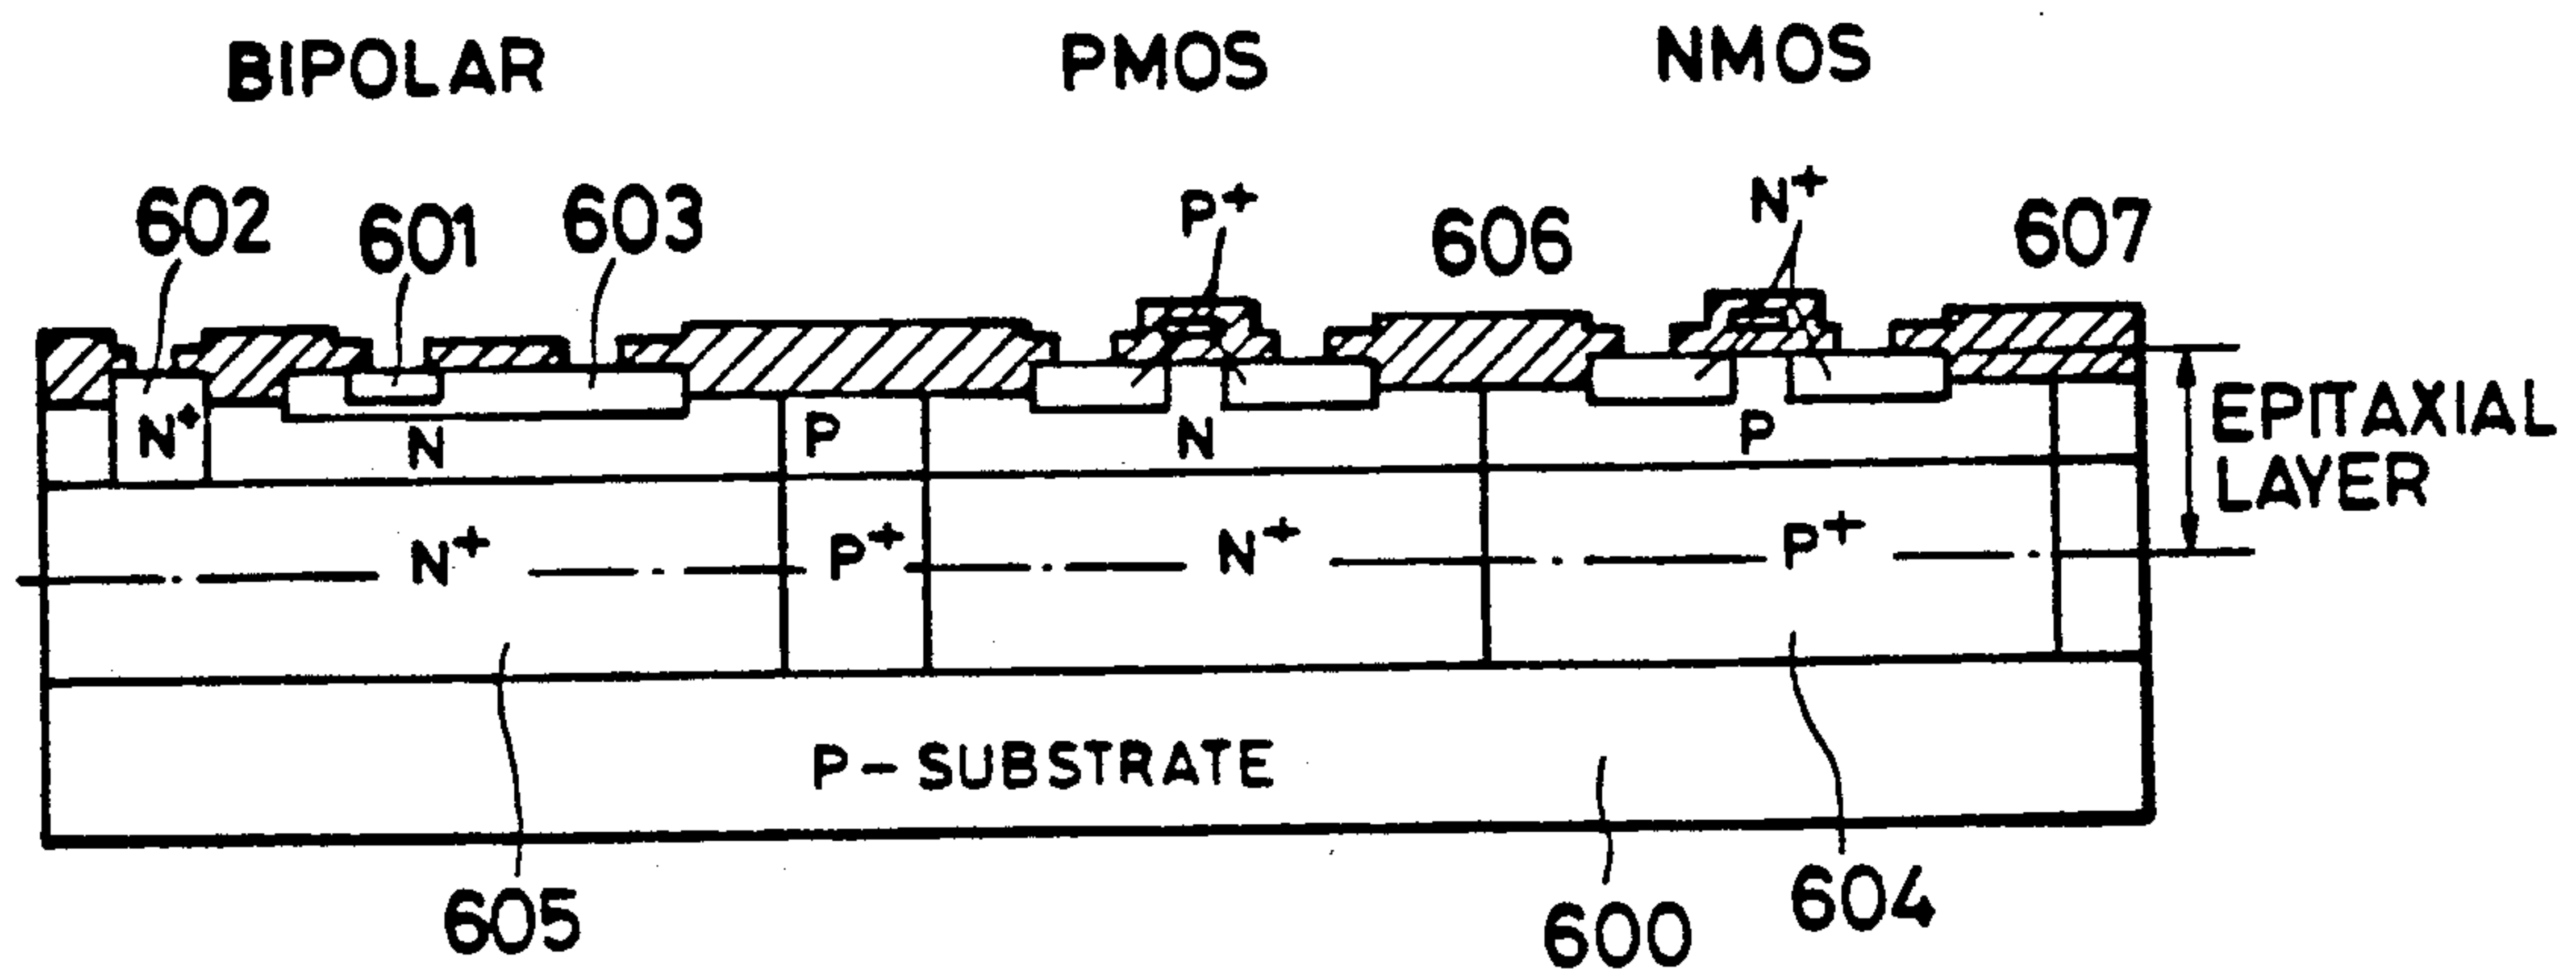 BIPOLAR PMOS NMOS
602 601 603 P+ 606 N+ 607
N+ N P N P EPITAXIAL
LAYER
N+ P+ N+ P+
P-SUBSTRATE
605 600 604